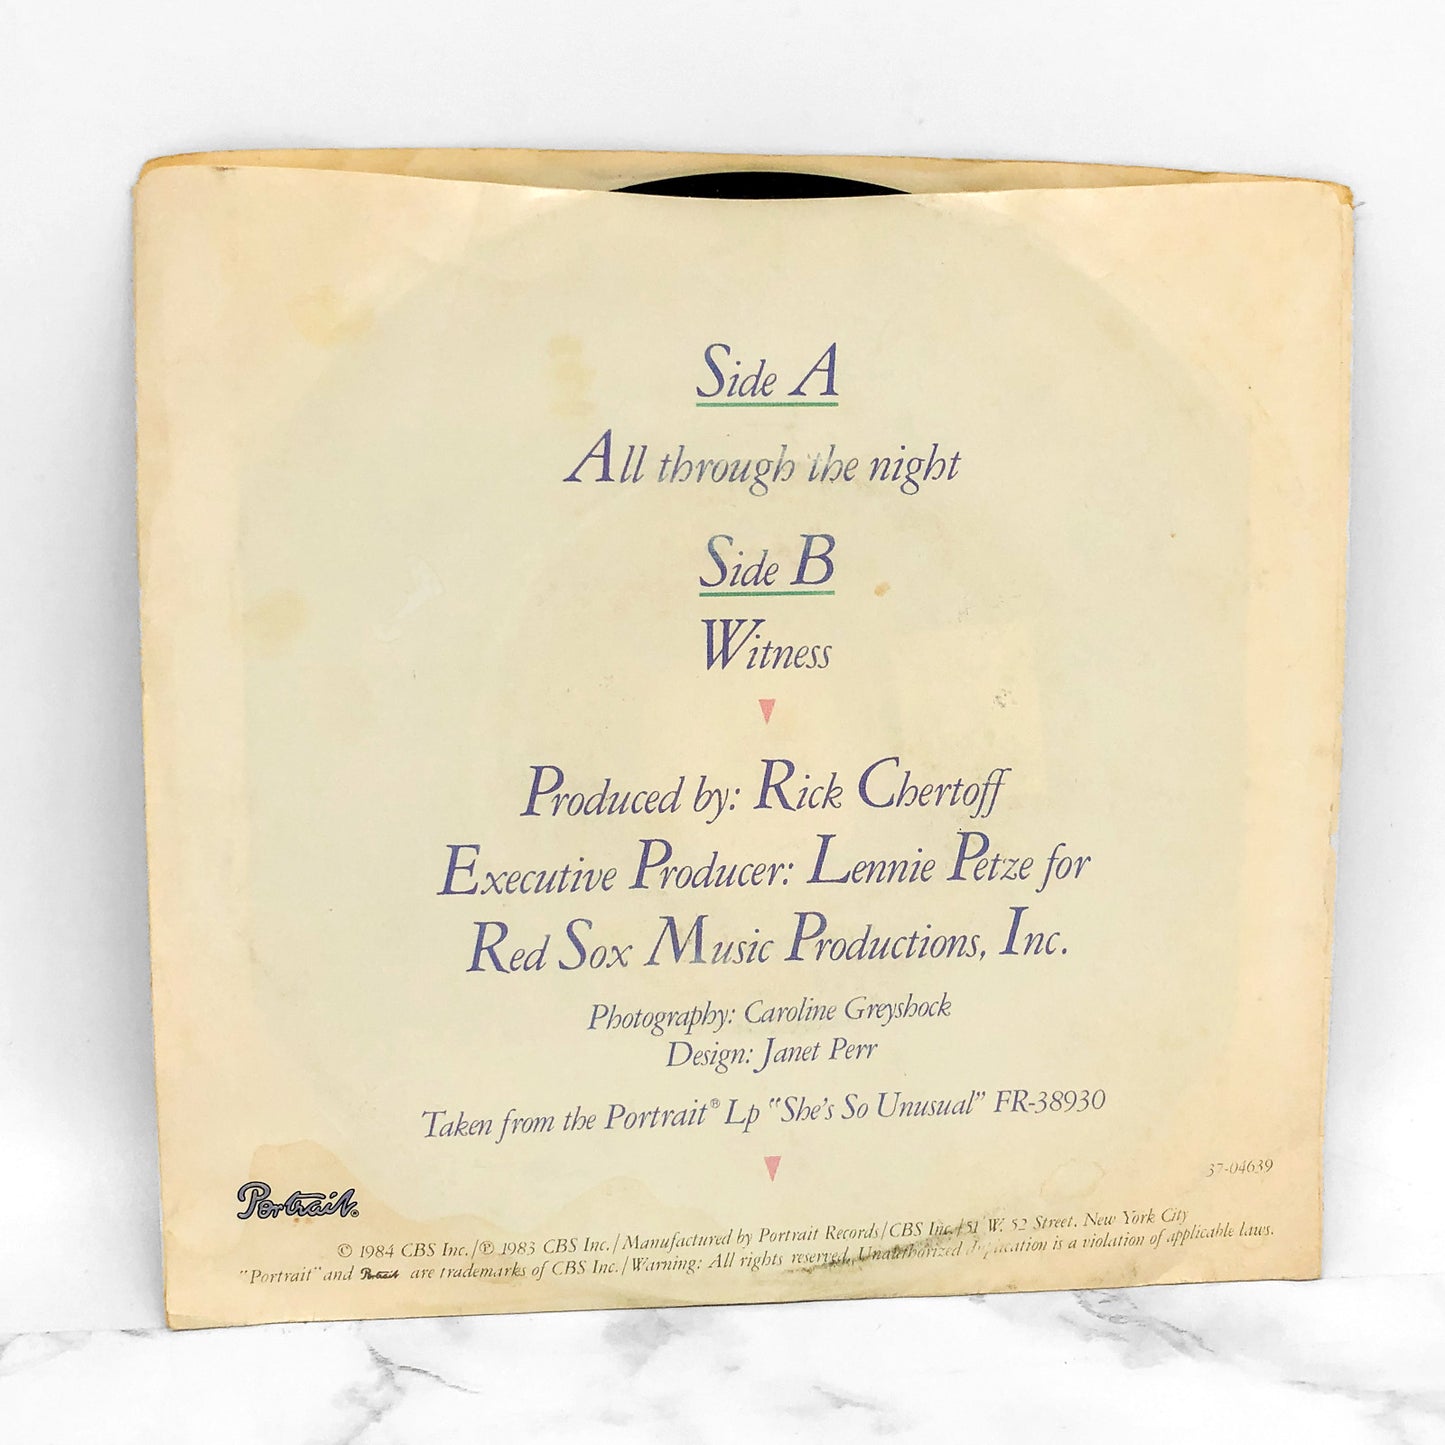 Side A
All through the night
Side B
Witness
Produced by: Rick Chertoff
Executive Producer: Lennie Petze for
Red Sox Music Productions, Inc.
Photography: Caroline Greyshock
Design: Janet Perr
Taken from the Portrait® Lp "She's So Unusual" FR-38930
37-04639
Portrait®
© 1984 CBS Inc./℗ 1983 CBS Inc./Manufactured by Portrait Records/CBS Inc./51 W. 52 Street, New York City
"Portrait" and Portrait are trademarks of CBS Inc./Warning: All rights reserved. Unauthorized duplication is a violation of applicable laws.